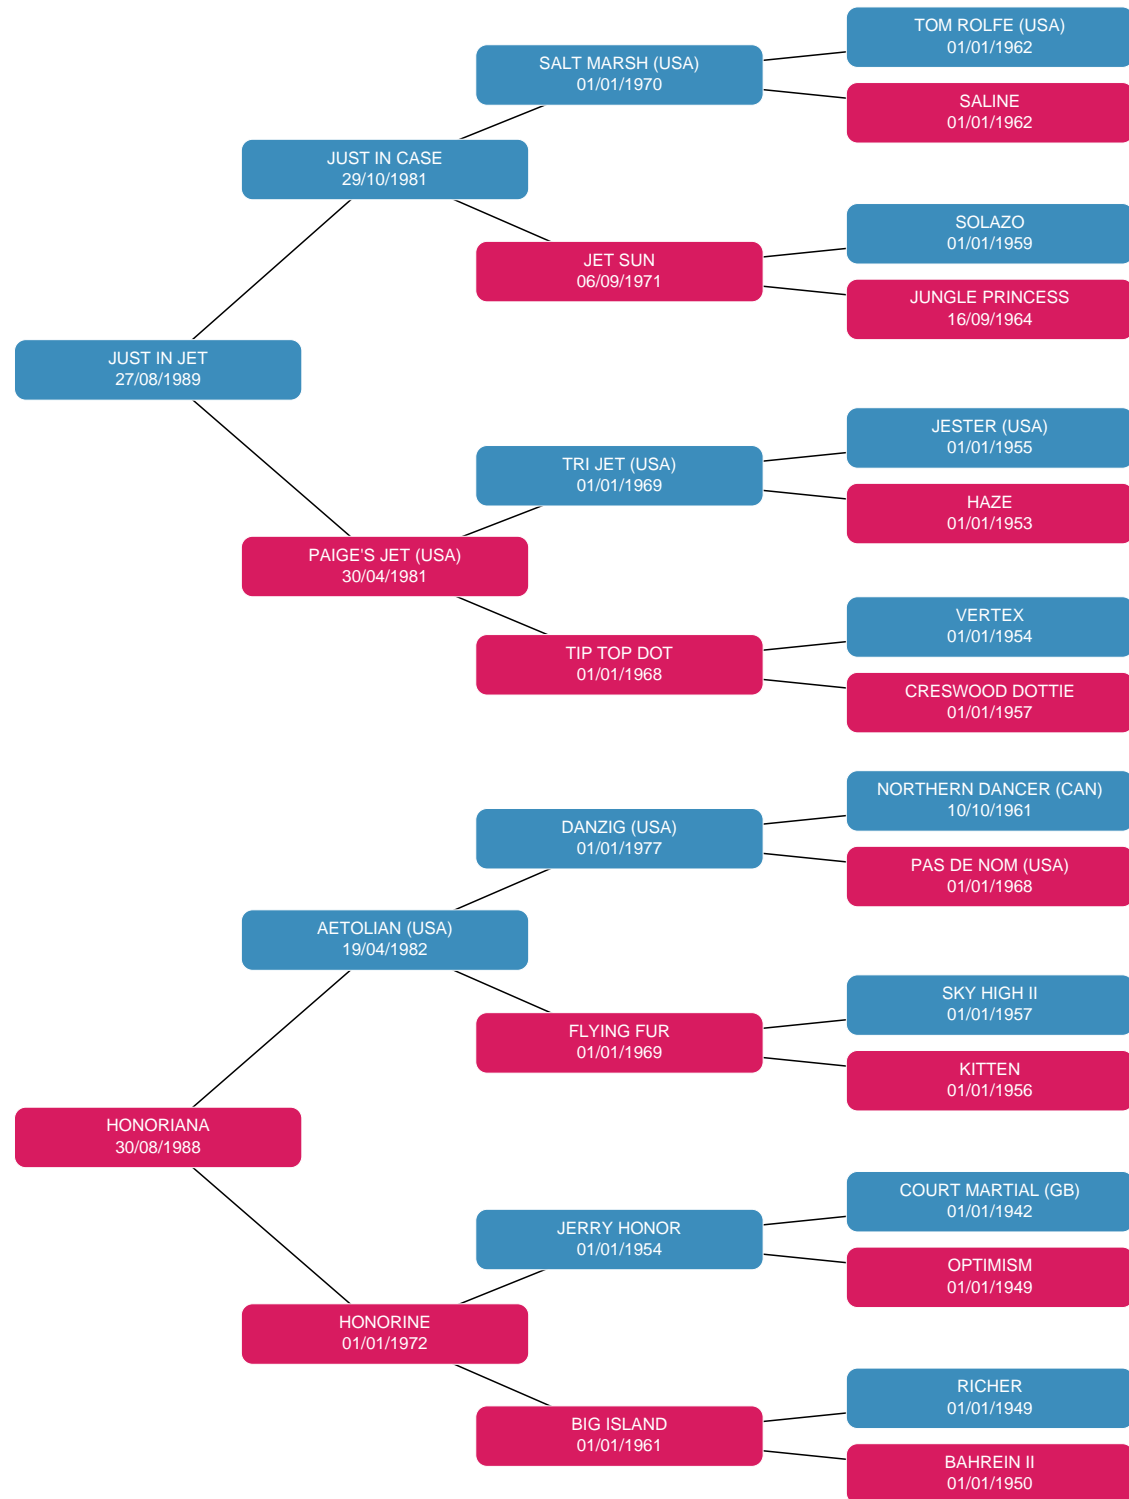 TOM ROLFE (USA)
01/01/1962
SALT MARSH (USA)
01/01/1970
SALINE
01/01/1962
JUST IN CASE
29/10/1981
SOLAZO
01/01/1959
JET SUN
06/09/1971
JUNGLE PRINCESS
16/09/1964
JUST IN JET
27/08/1989
JESTER (USA)
01/01/1955
TRI JET (USA)
01/01/1969
HAZE
01/01/1953
PAIGE'S JET (USA)
30/04/1981
VERTEX
01/01/1954
TIP TOP DOT
01/01/1968
CRESWOOD DOTTIE
01/01/1957
NORTHERN DANCER (CAN)
10/10/1961
DANZIG (USA)
01/01/1977
PAS DE NOM (USA)
01/01/1968
AETOLIAN (USA)
19/04/1982
SKY HIGH II
01/01/1957
FLYING FUR
01/01/1969
KITTEN
01/01/1956
HONORIANA
30/08/1988
COURT MARTIAL (GB)
01/01/1942
JERRY HONOR
01/01/1954
OPTIMISM
01/01/1949
HONORINE
01/01/1972
RICHER
01/01/1949
BIG ISLAND
01/01/1961
BAHREIN II
01/01/1950